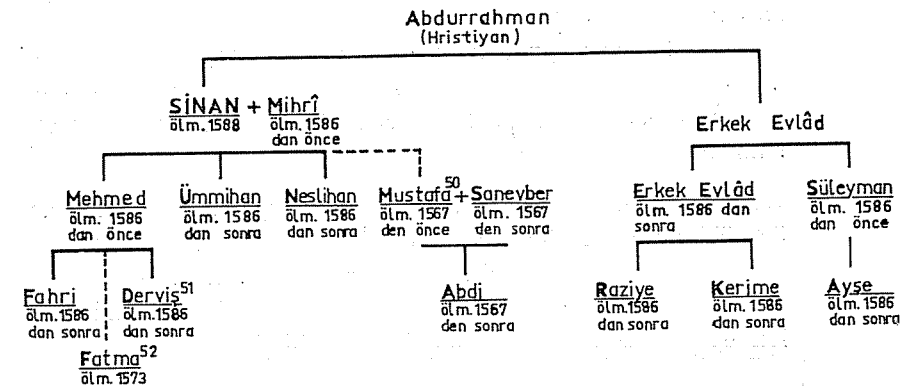 Abdurrahman
(Hristiyan)
SİNAN + Mihrî
ölm. 1588
ölm. 1586
dan önce
Erkek Evlâd
Mehmed
ölm. 1586
dan önce
Ümmihan
ölm. 1586
dan sonra
Neslihan
ölm. 1586
dan sonra
Mustafa50 + Sanevber
ölm. 1567
den önce
ölm. 1567
den sonra
Erkek Evlâd
ölm. 1586 dan
sonra
Süleyman
ölm. 1586
dan önce
Fahri
ölm.1586
dan sonra
Derviş51
ölm.1586
dan sonra
Fatma52
ölm.1573
Abdi
ölm.1567
den sonra
Raziye
ölm.1586
dan sonra
Kerime
ölm.1586
dan sonra
Ayşe
ölm.1586
dan sonra